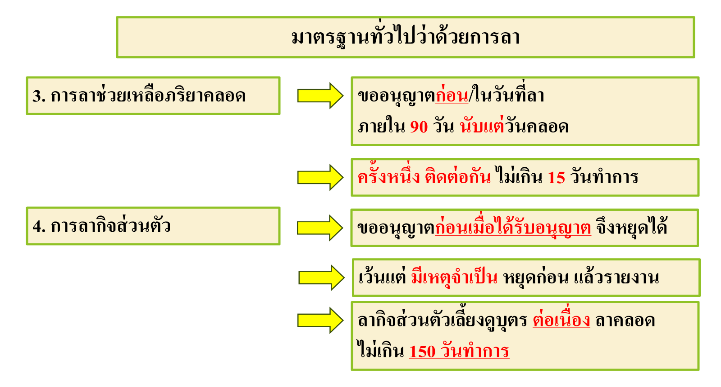 มาตรฐานทั่วไปว่าด้วยการลา
3. การลาช่วยเหลือภริยาคลอด
ขออนุญาตก่อน/ในวันที่ลา
ภายใน 90 วัน นับแต่วันคลอด
ครั้งหนึ่ง ติดต่อกัน ไม่เกิน 15 วันทำการ
4. การลากิจส่วนตัว
ขออนุญาตก่อนเมื่อได้รับอนุญาต จึงหยุดได้
เว้นแต่ มีเหตุจำเป็น หยุดก่อน แล้วรายงาน
ลากิจส่วนตัวเลี้ยงดูบุตร ต่อเนื่อง ลาคลอด
ไม่เกิน 150 วันทำการ